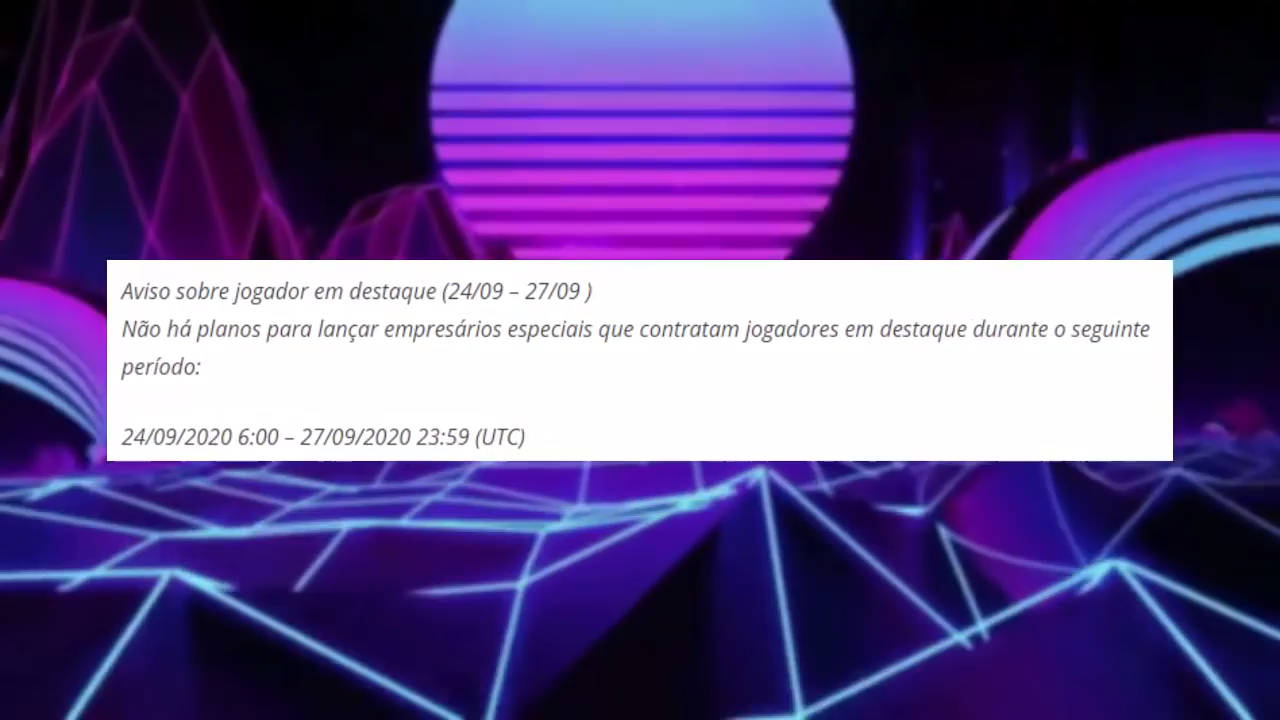 Aviso sobre jogador em destaque (24/09 – 27/09 )
Não há planos para lançar empresários especiais que contratam jogadores em destaque durante o seguinte
período:
24/09/2020 6:00 – 27/09/2020 23:59 (UTC)